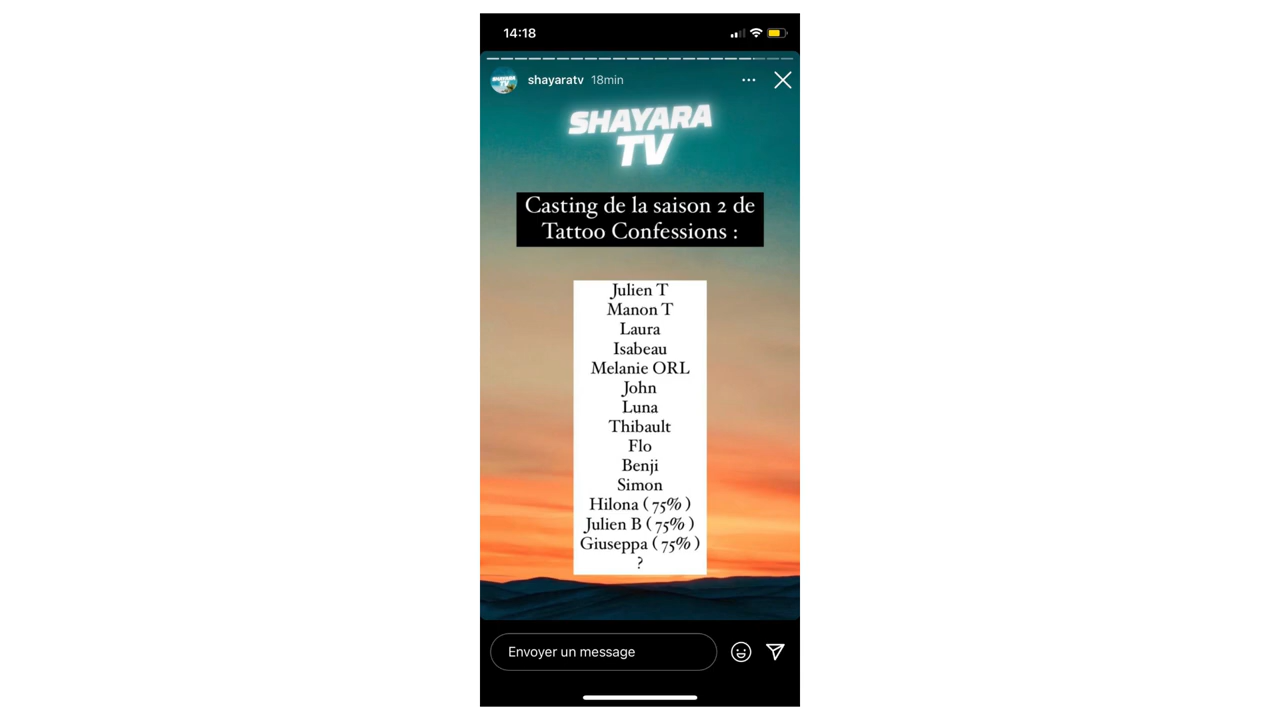 14:18
shayaratv 18min
SHAYARA
TV
Casting de la saison 2 de
Tattoo Confessions :
Julien T
Manon T
Laura
Isabeau
Melanie ORL
John
Luna
Thibault
Flo
Benji
Simon
Hilona ( 75% )
Julien B ( 75% )
Giuseppa ( 75% )
?
Envoyer un message